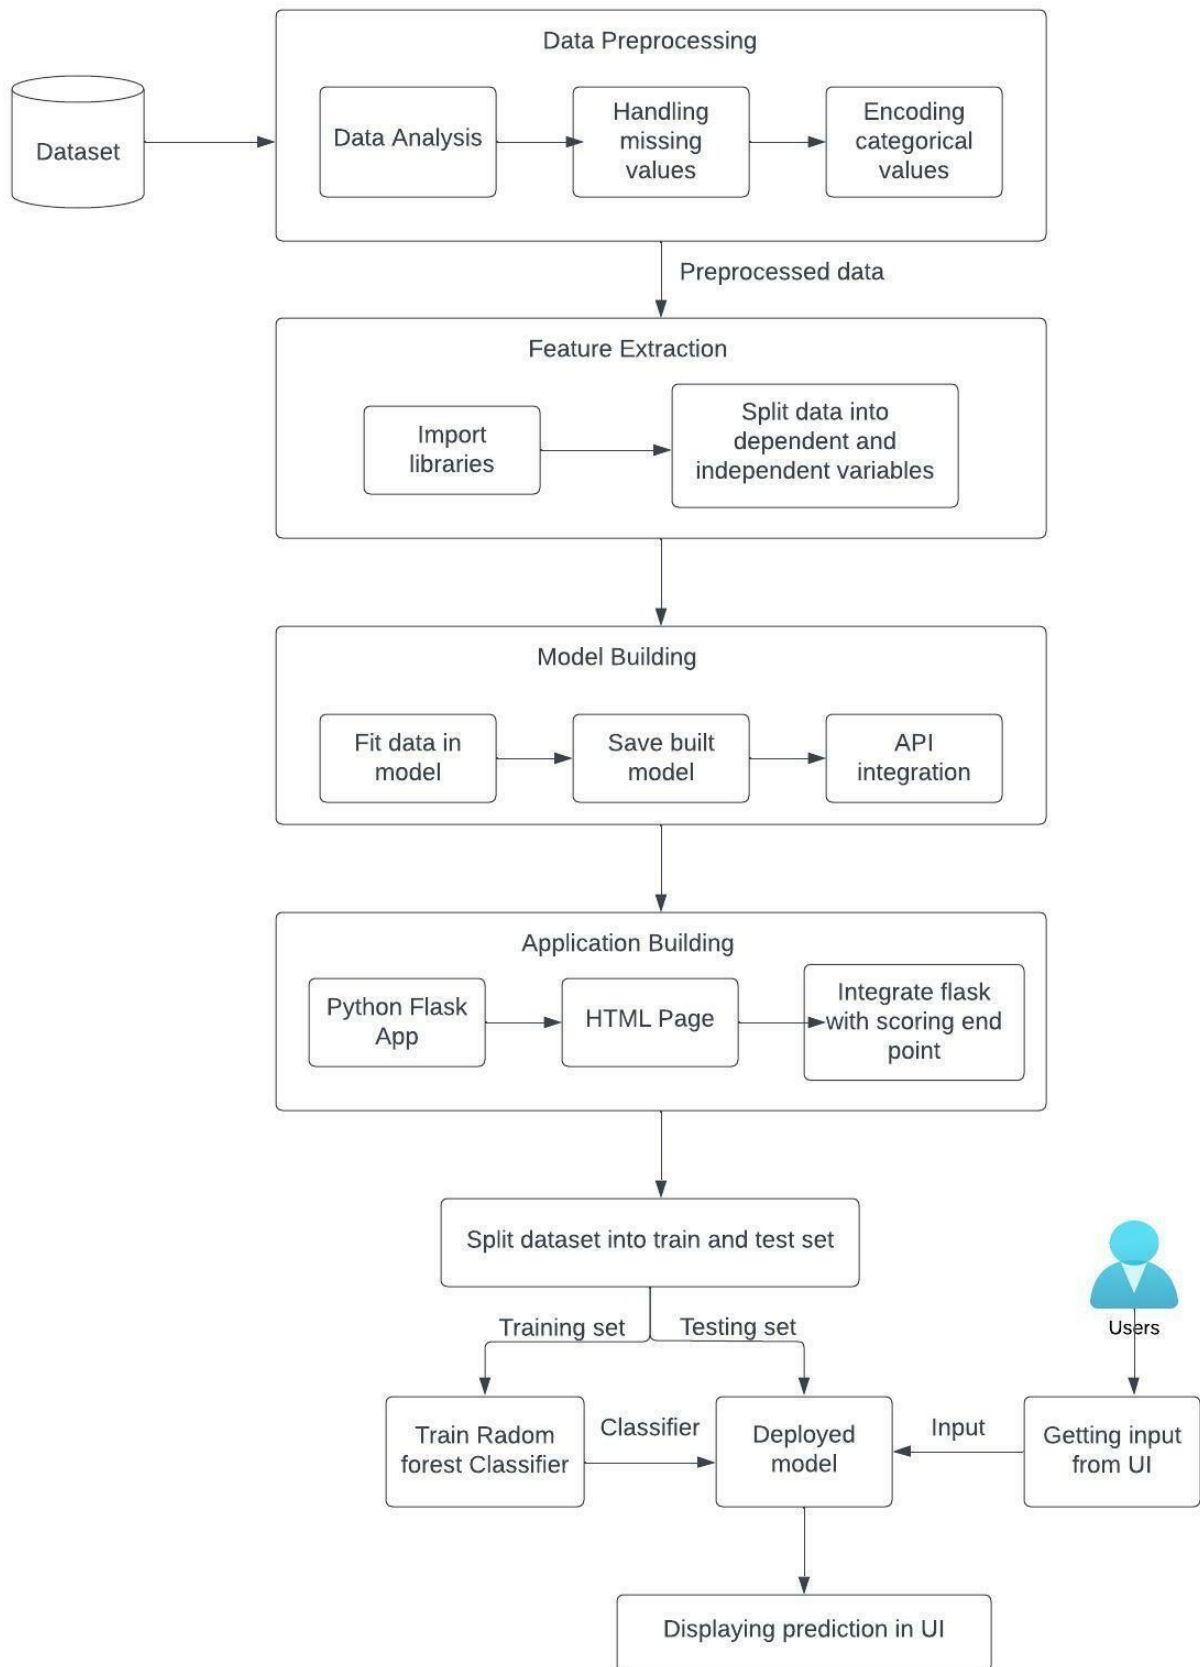 Data Preprocessing
Dataset
Data Analysis
Handling
missing
values
Encoding
categorical
values
Preprocessed data
Feature Extraction
Import
libraries
Split data into
dependent and
independent variables
Model Building
Fit data in
model
Save built
model
API
integration
Application Building
Python Flask
App
HTML Page
Integrate flask
with scoring end
point
Split dataset into train and test set
Users
Training set
Testing set
Train Radom
forest Classifier
Classifier
Deployed
model
Input
Getting input
from UI
Displaying prediction in UI